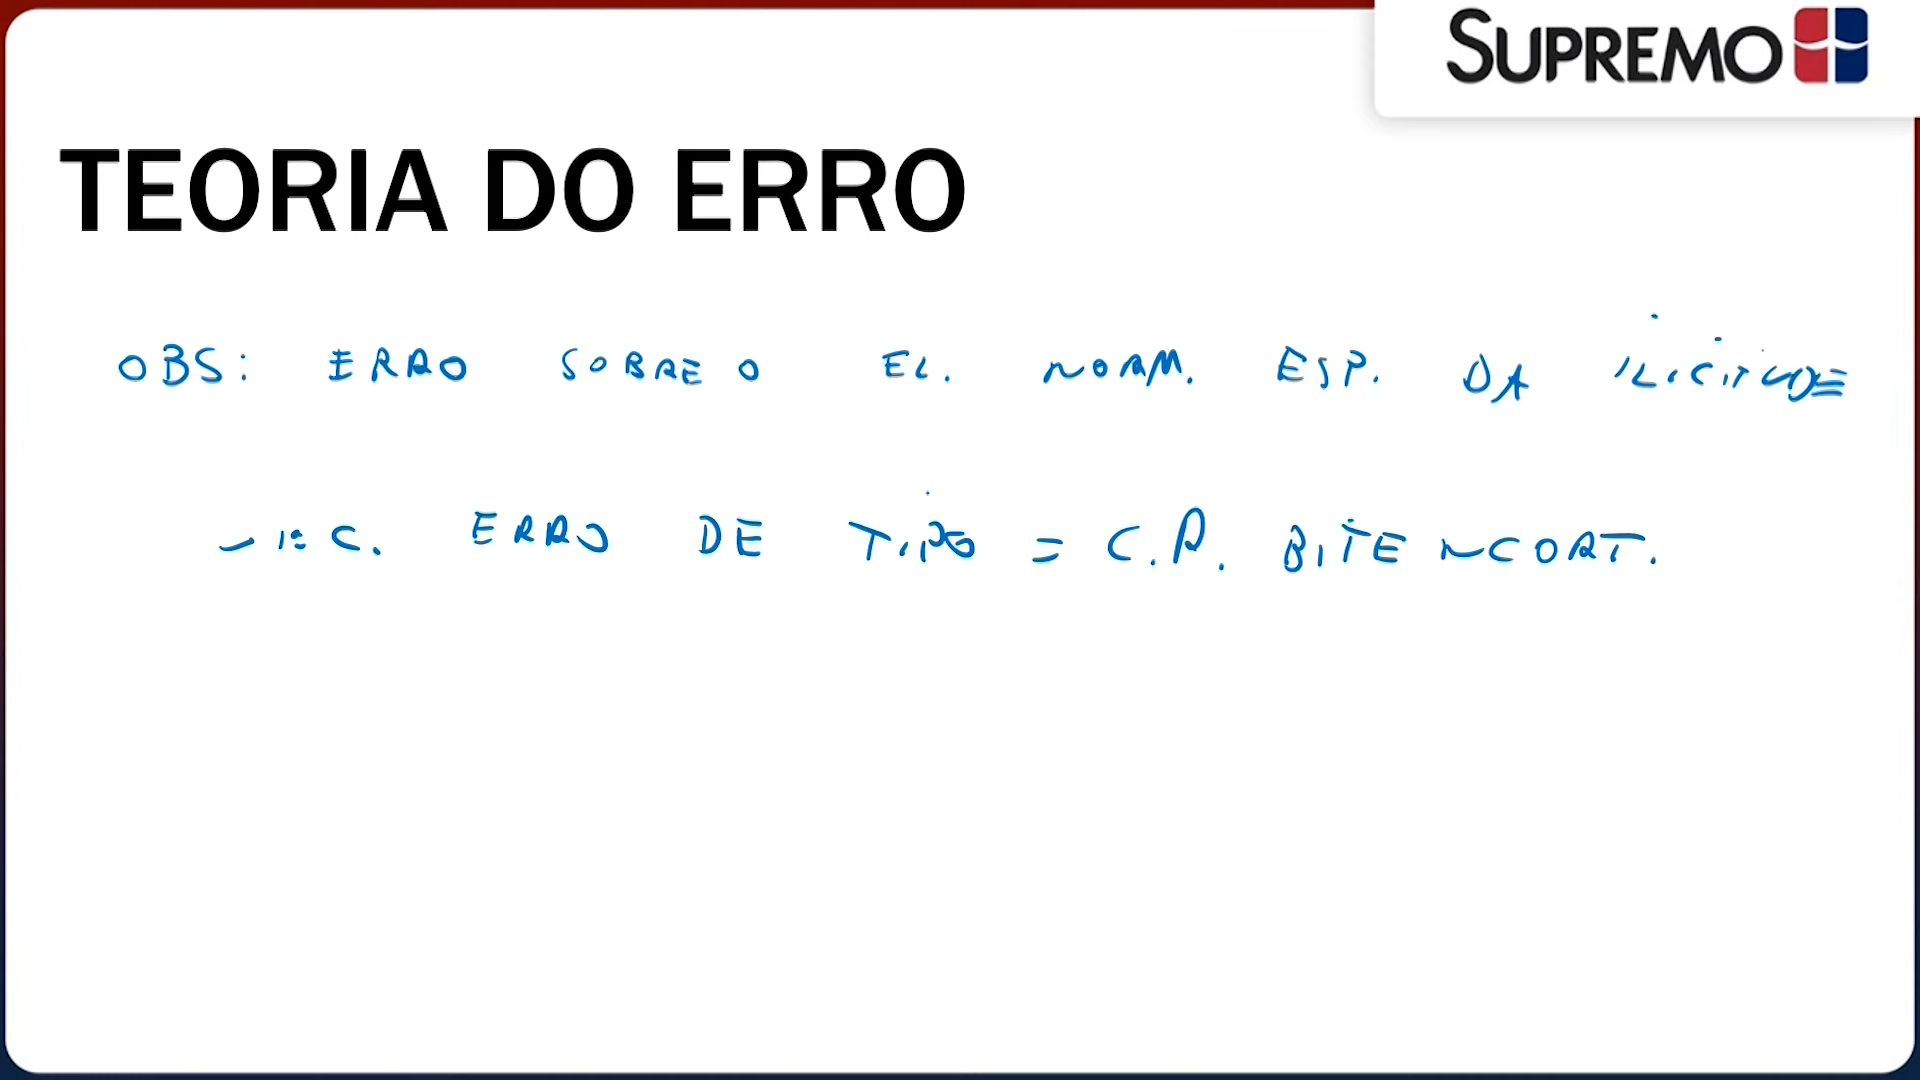 SUPREMO
TEORIA DO ERRO
OBS: ERRO SOBRE O EL. NORM. ESP. DA ILICITUDE
- 1ª C. ERRO DE TIPO = C.R. BITENCORT.